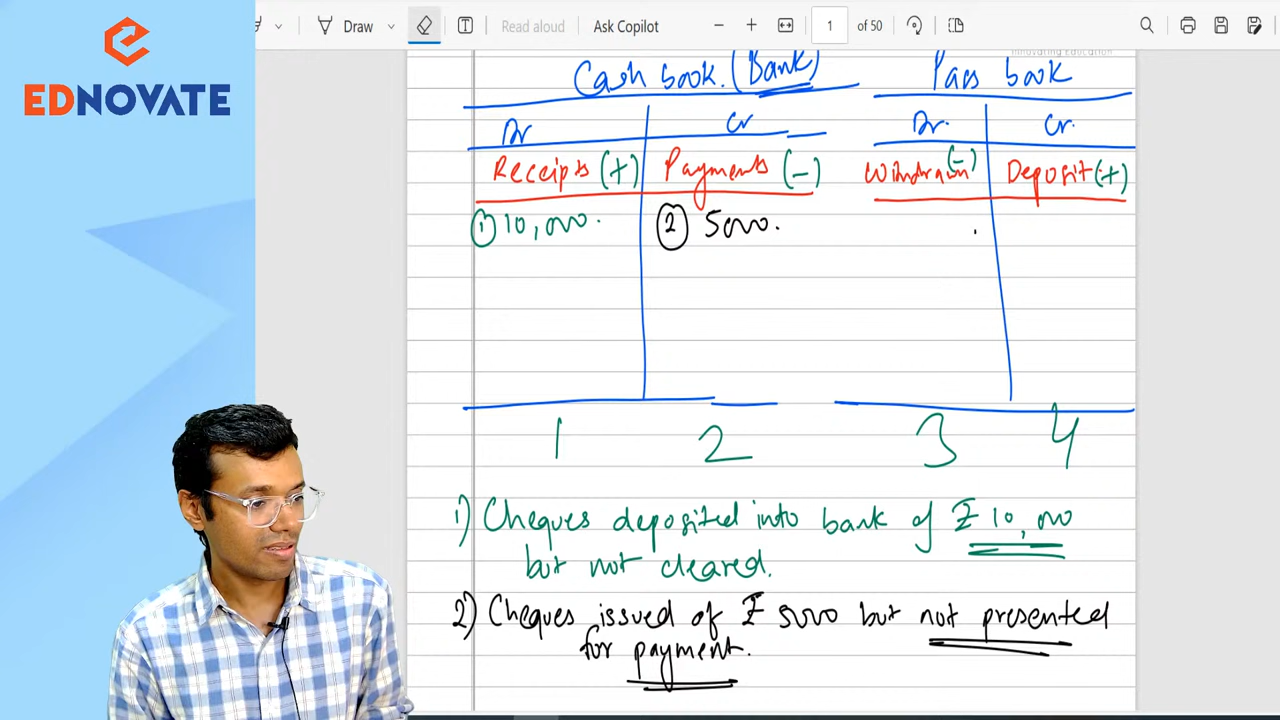 EDNOVATE
Draw
Read aloud
Ask Copilot
1 of 50
Innovating Education
Cash book. (Bank)
Pass book
Dr
Cr
Dr.
Cr.
Receipts (+)
Payments (-)
Withdrawn (-)
Deposit (+)
① 10,000.
② 5000.
1
2
3
4
1) Cheques deposited into bank of ₹ 10,000
but not cleared.
2) Cheques issued of ₹ 5000 but not presented
for payment.